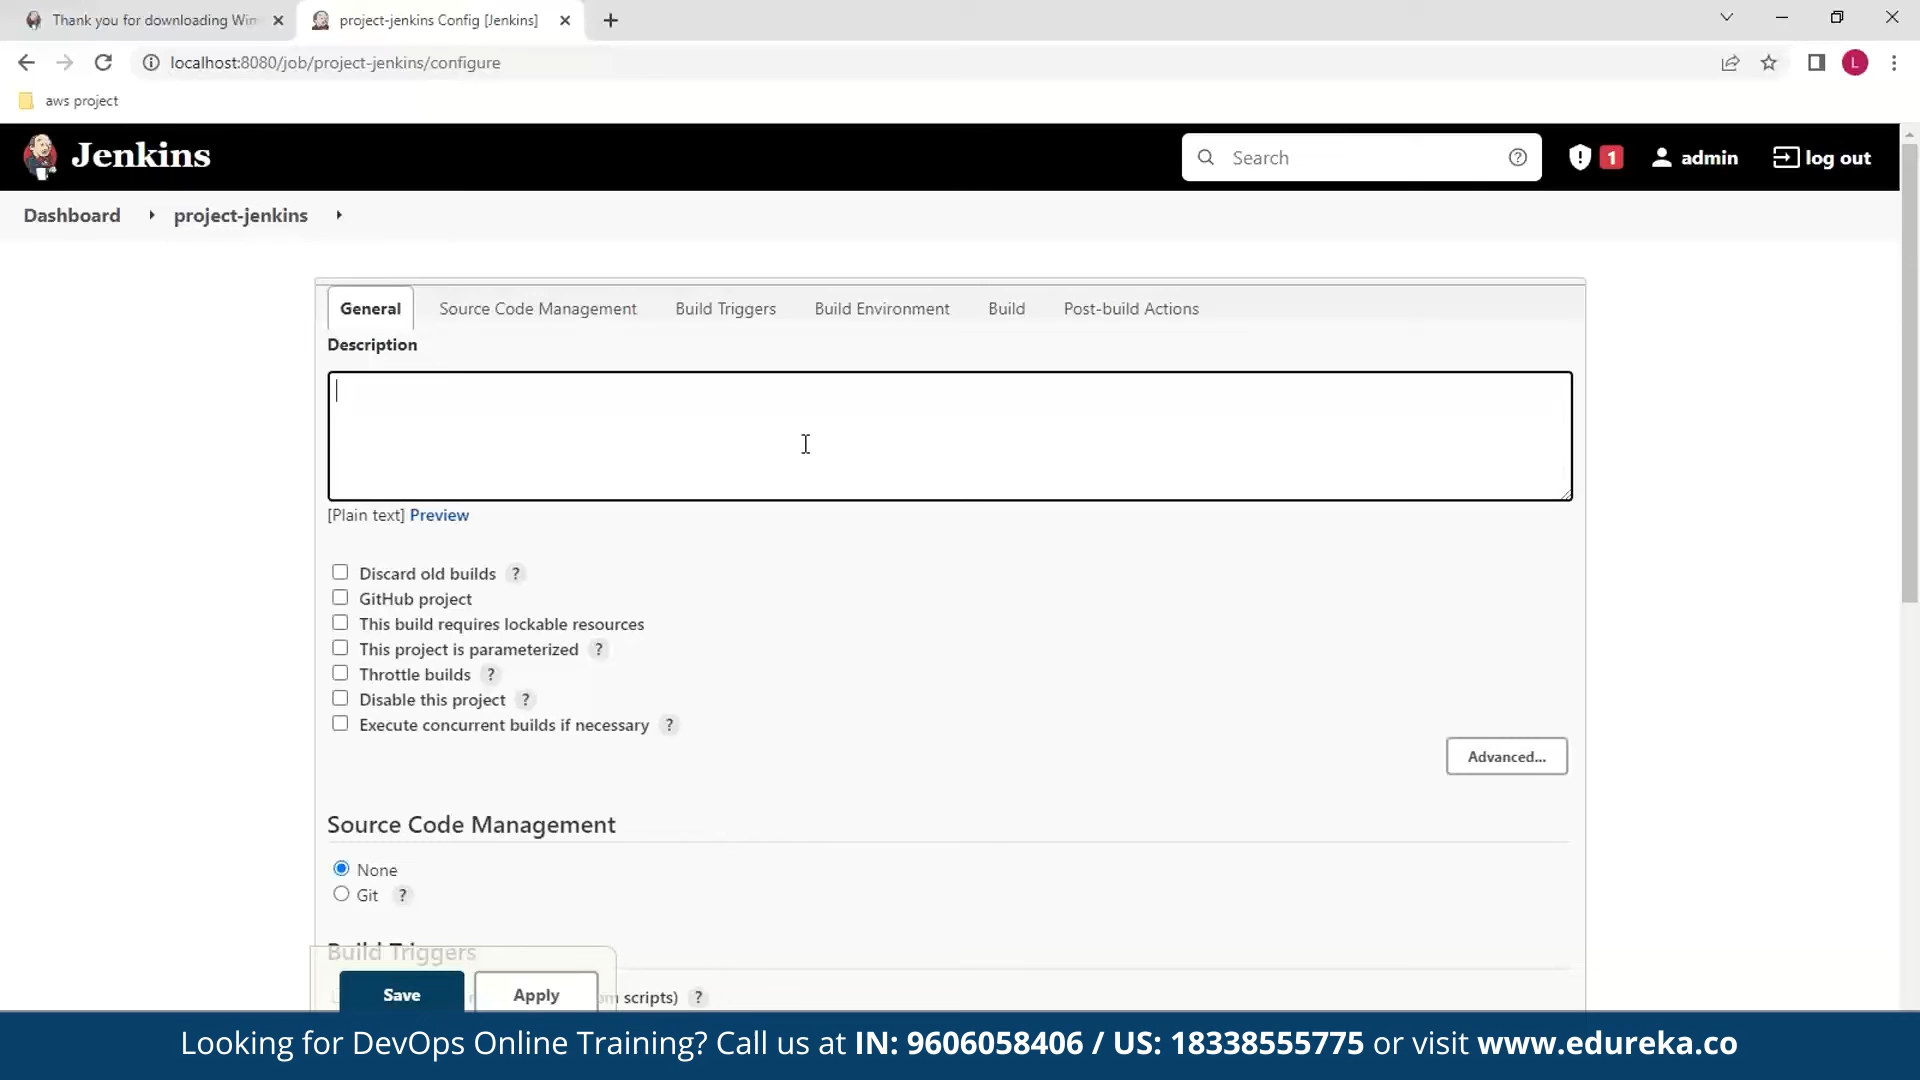 Thank you for downloading Win
project-jenkins Config [Jenkins]
localhost:8080/job/project-jenkins/configure
L
aws project
Jenkins
Search
1
admin
log out
Dashboard
project-jenkins
General
Source Code Management
Build Triggers
Build Environment
Build
Post-build Actions
Description
[Plain text] Preview
Discard old builds ?
GitHub project
This build requires lockable resources
This project is parameterized ?
Throttle builds ?
Disable this project ?
Execute concurrent builds if necessary ?
Advanced...
Source Code Management
None
Git ?
Build Triggers
Save
Apply
scripts) ?
Looking for DevOps Online Training? Call us at IN: 9606058406 / US: 18338555775 or visit www.edureka.co